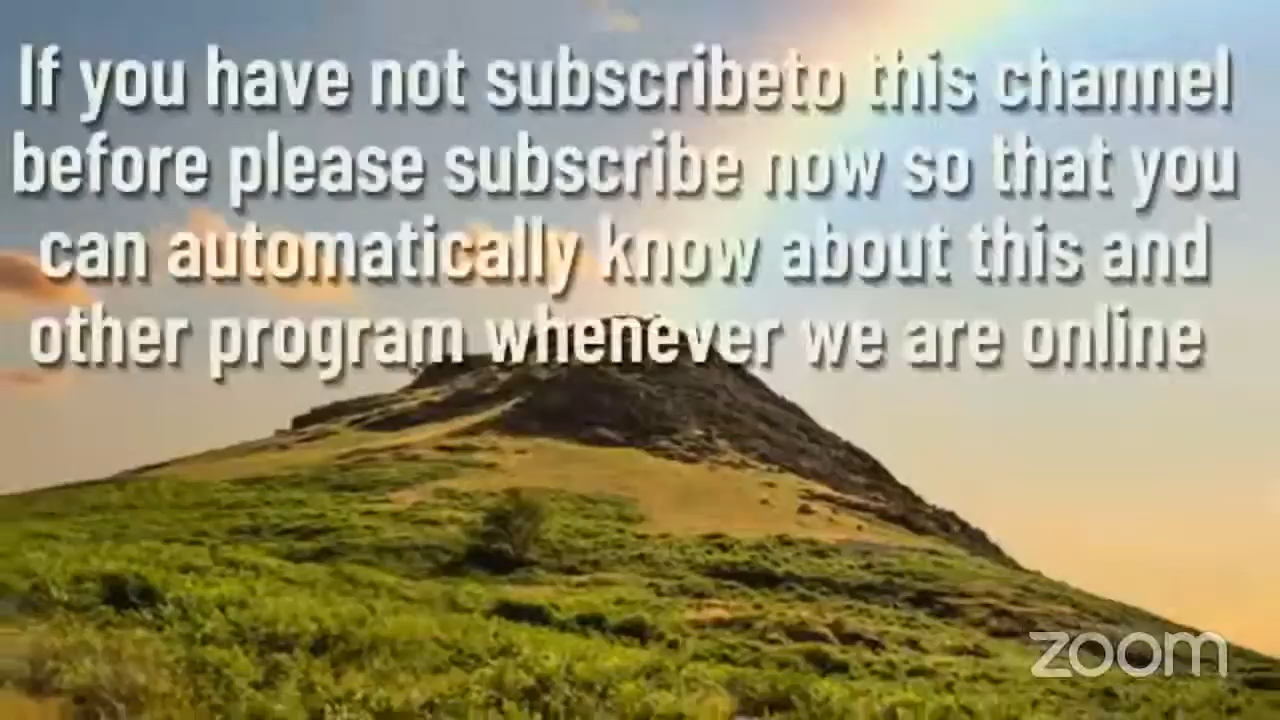 If you have not subscribeto this channel
before please subscribe now so that you
can automatically know about this and
other program whenever we are online
zoom